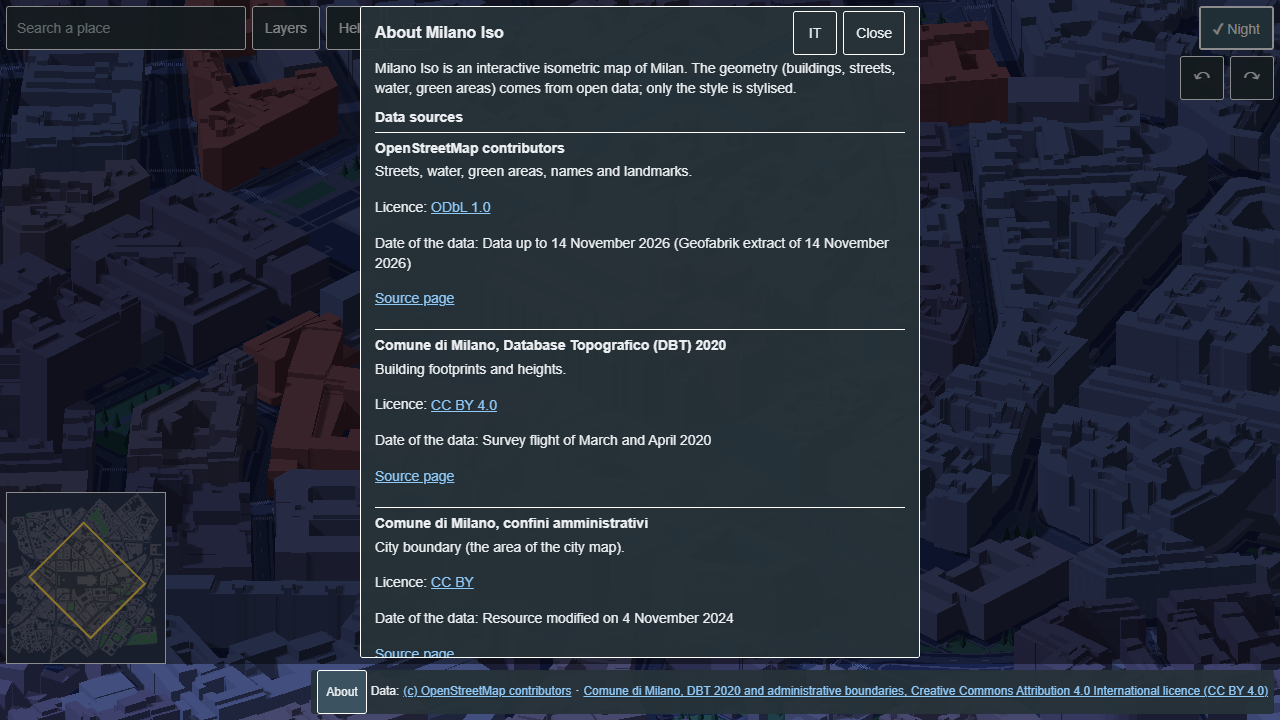 Search a place
Layers
Hel
About Milano Iso
IT
Close
✓ Night
Milano Iso is an interactive isometric map of Milan. The geometry (buildings, streets,
water, green areas) comes from open data; only the style is stylised.
Data sources
OpenStreetMap contributors
Streets, water, green areas, names and landmarks.
Licence: ODbL 1.0
Date of the data: Data up to 14 November 2026 (Geofabrik extract of 14 November
2026)
Source page
Comune di Milano, Database Topografico (DBT) 2020
Building footprints and heights.
Licence: CC BY 4.0
Date of the data: Survey flight of March and April 2020
Source page
Comune di Milano, confini amministrativi
City boundary (the area of the city map).
Licence: CC BY
Date of the data: Resource modified on 4 November 2024
Source page
About
Data: (c) OpenStreetMap contributors · Comune di Milano, DBT 2020 and administrative boundaries, Creative Commons Attribution 4.0 International licence (CC BY 4.0)